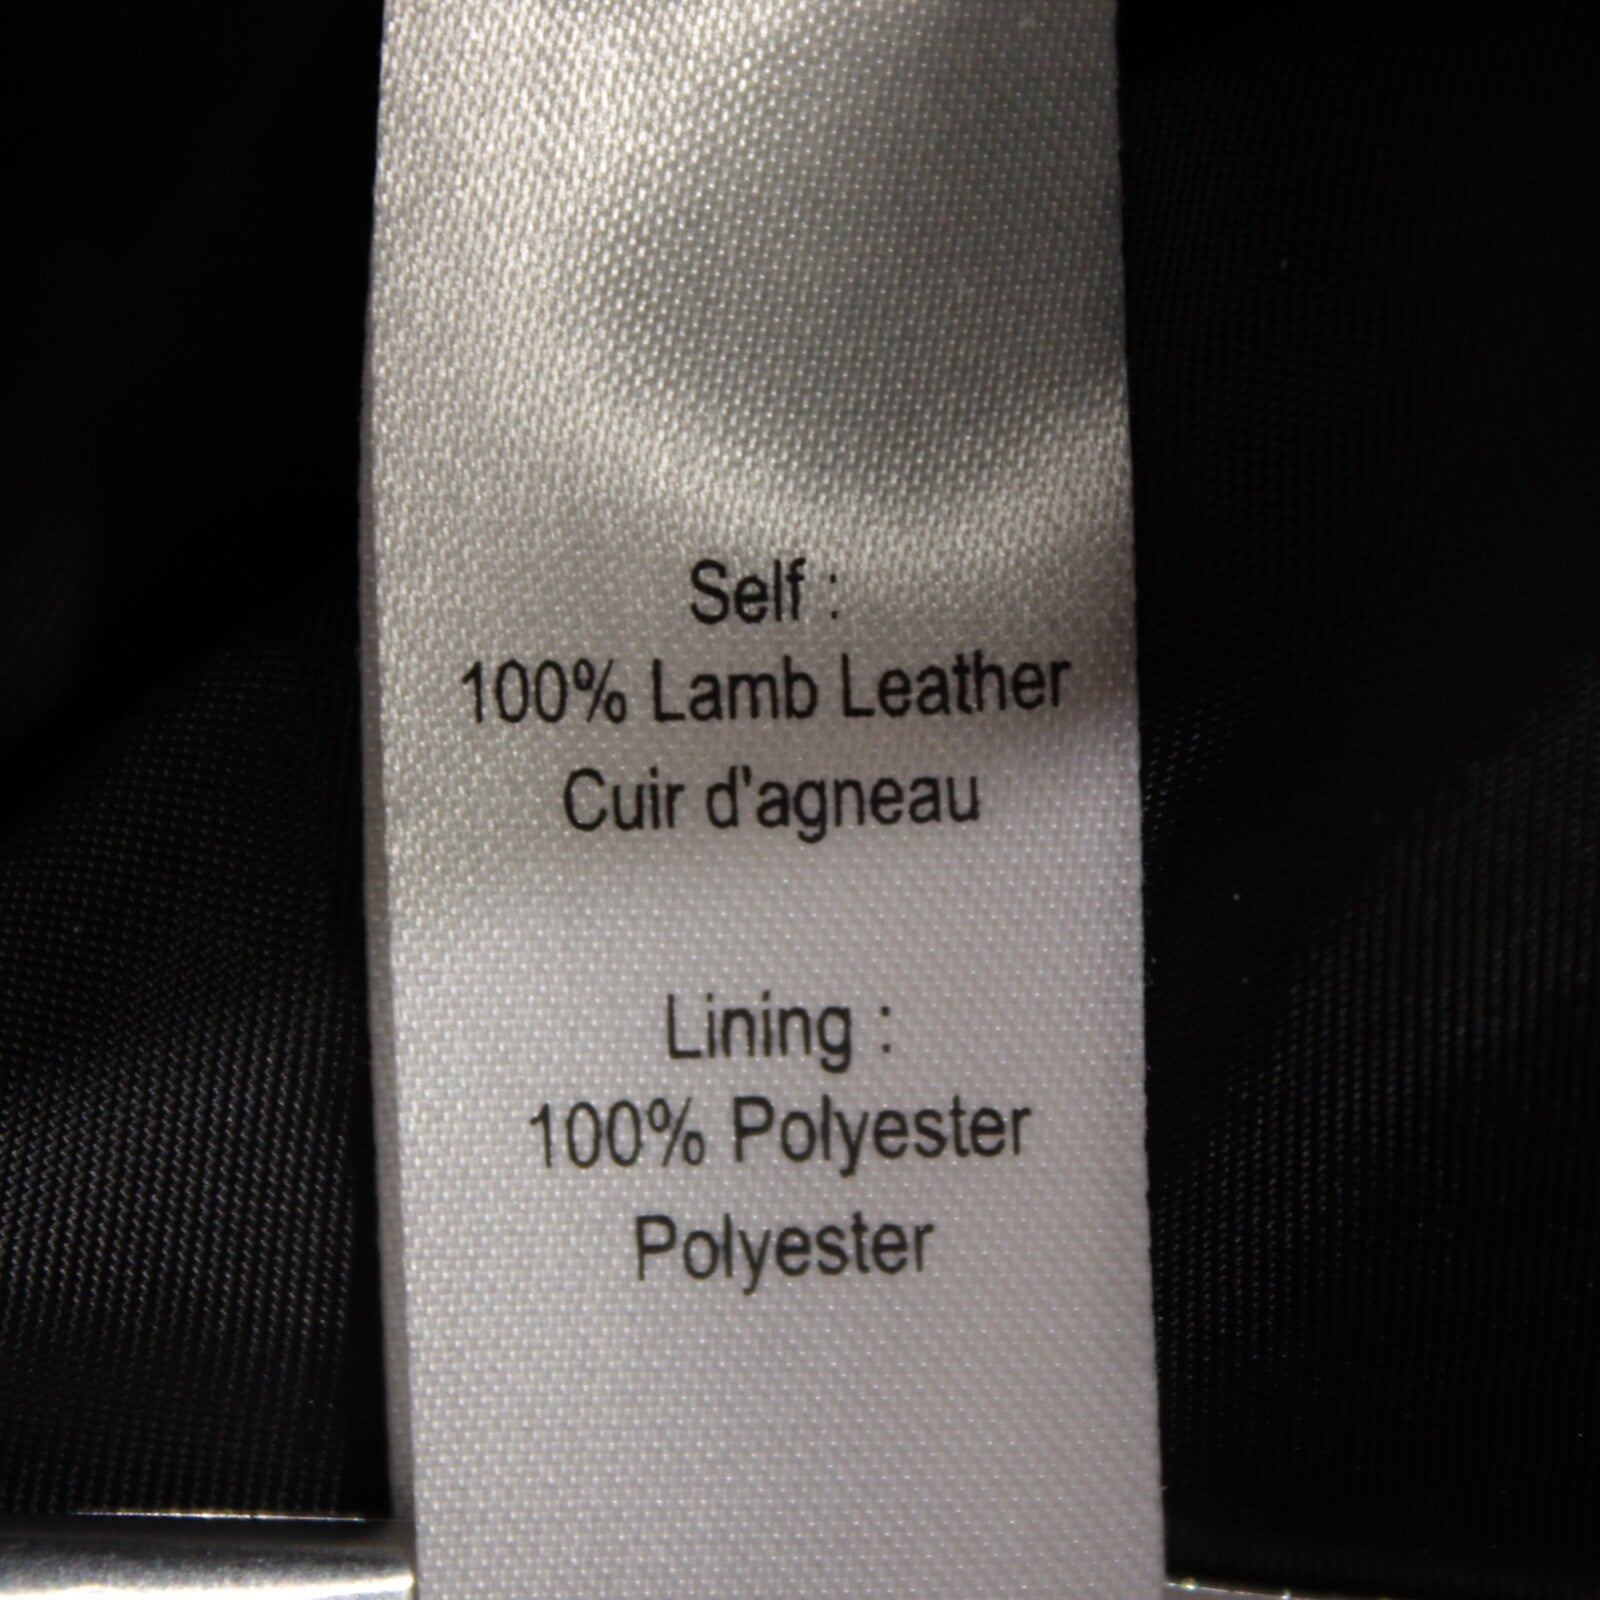 Self :
100% Lamb Leather
Cuir d'agneau
Lining :
100% Polyester
Polyester